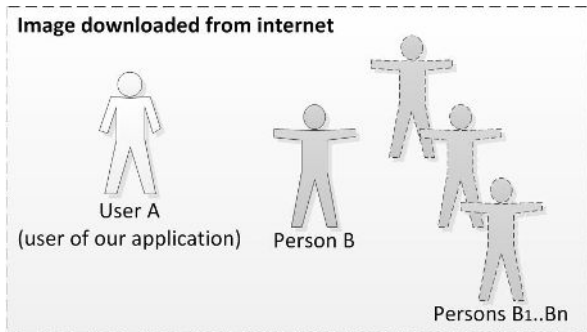 Image downloaded from internet
User A
(user of our application)
Person B
Persons B1..Bn